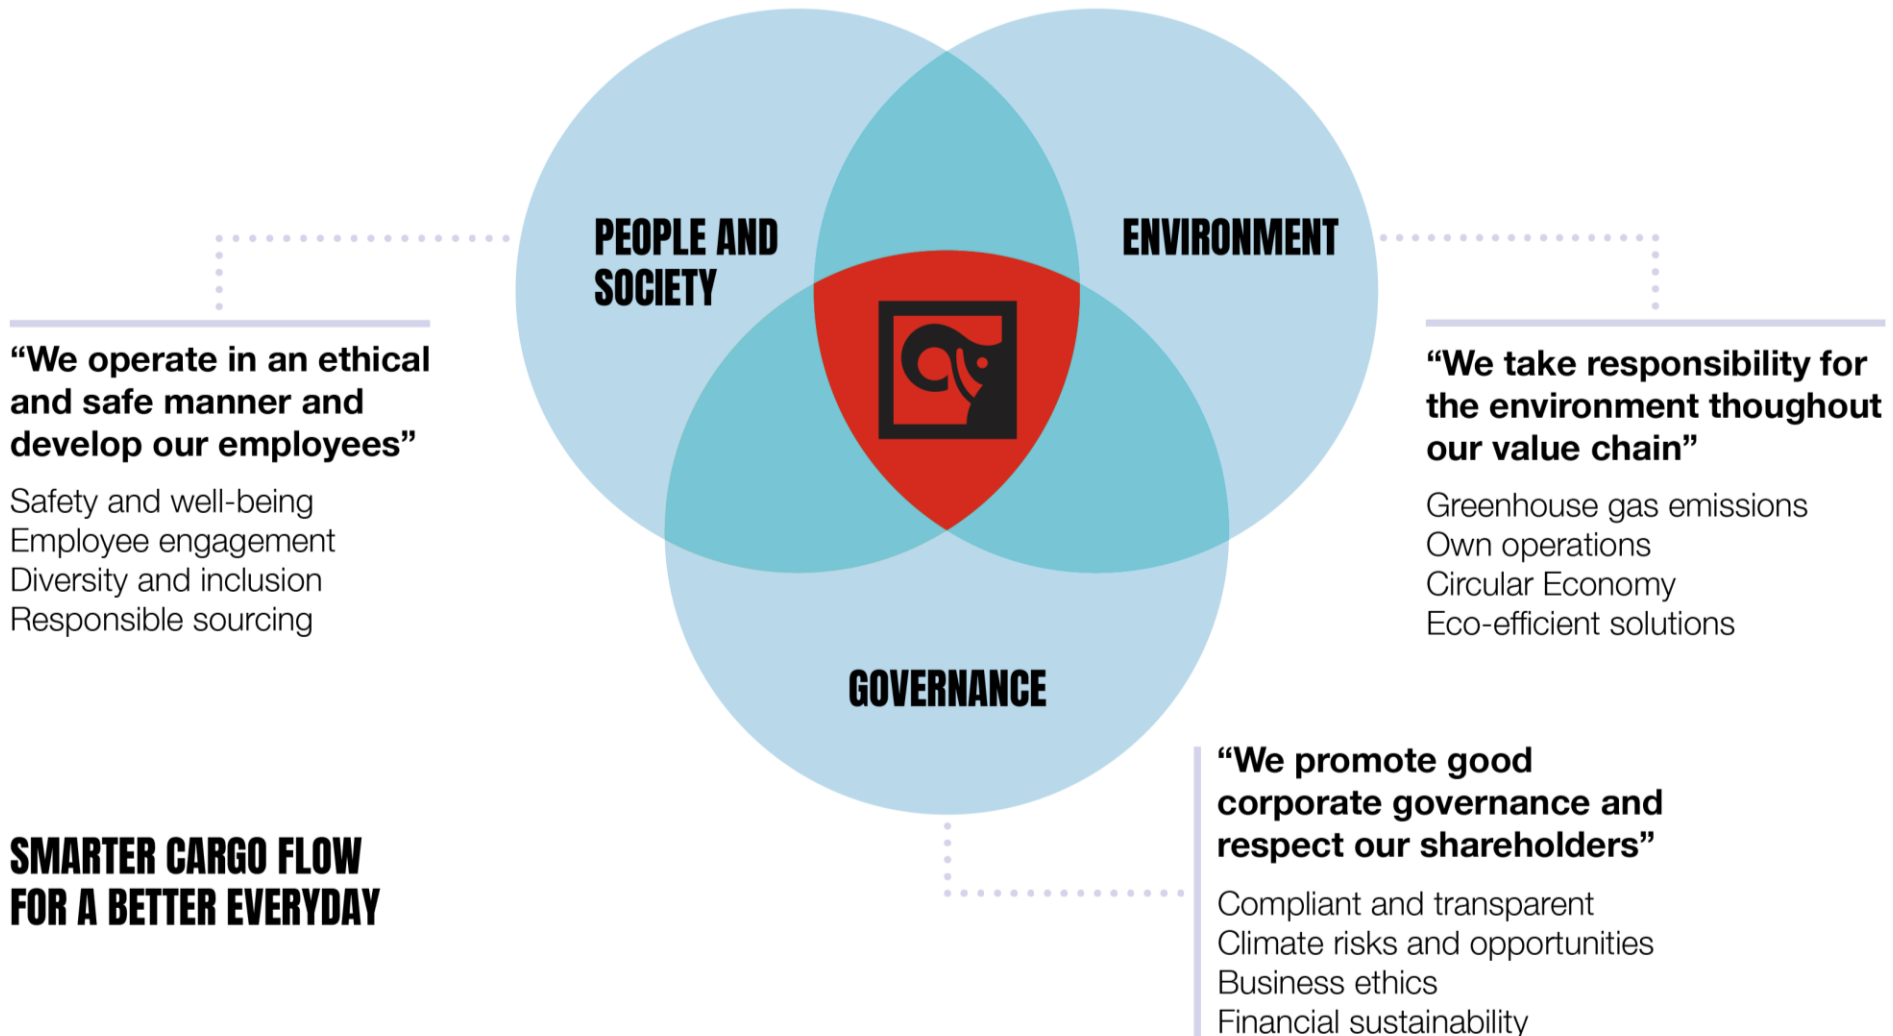 PEOPLE AND
SOCIETY
ENVIRONMENT
GOVERNANCE
“We operate in an ethical
and safe manner and
develop our employees”
Safety and well-being
Employee engagement
Diversity and inclusion
Responsible sourcing
“We take responsibility for
the environment thoughout
our value chain”
Greenhouse gas emissions
Own operations
Circular Economy
Eco-efficient solutions
“We promote good
corporate governance and
respect our shareholders”
Compliant and transparent
Climate risks and opportunities
Business ethics
Financial sustainability
SMARTER CARGO FLOW
FOR A BETTER EVERYDAY